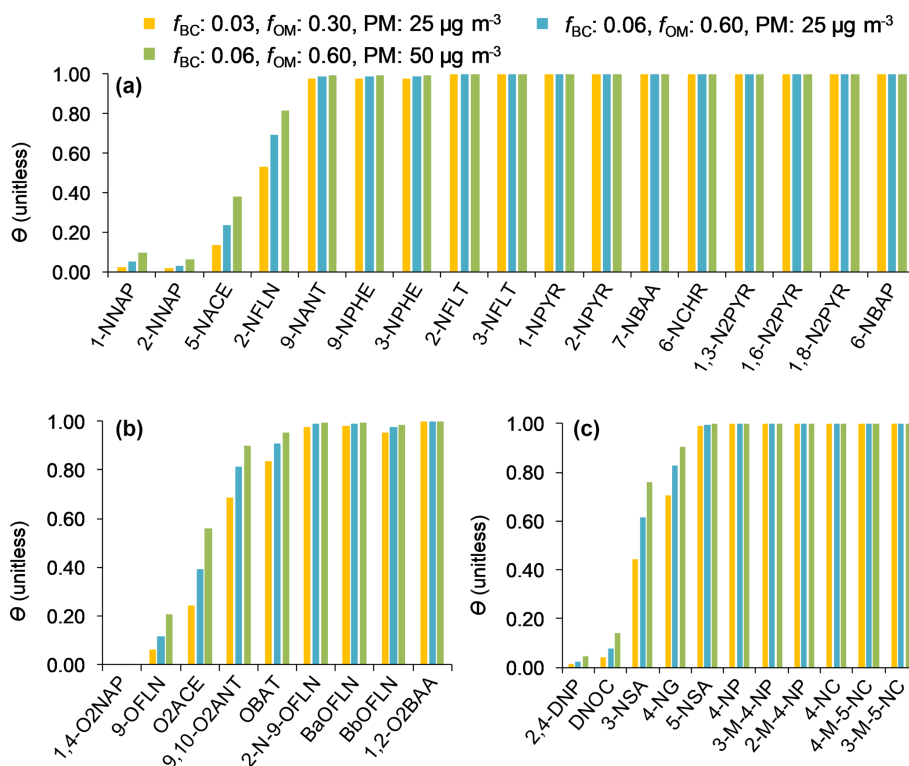 f_BC: 0.03, f_OM: 0.30, PM: 25 µg m⁻³
f_BC: 0.06, f_OM: 0.60, PM: 25 µg m⁻³
f_BC: 0.06, f_OM: 0.60, PM: 50 µg m⁻³
(a)
1.00
0.80
0.60
0.40
0.20
0.00
Θ (unitless)
1-NNAP
2-NNAP
5-NACE
2-NFLN
9-NANT
9-NPHE
3-NPHE
2-NFLT
3-NFLT
1-NPYR
2-NPYR
7-NBAA
6-NCHR
1,3-N2PYR
1,6-N2PYR
1,8-N2PYR
6-NBAP
(b)
1.00
0.80
0.60
0.40
0.20
0.00
Θ (unitless)
1,4-O2NAP
9-OFLN
O2ACE
9,10-O2ANT
OBAT
2-N-9-OFLN
BaOFLN
BbOFLN
1,2-O2BAA
(c)
1.00
0.80
0.60
0.40
0.20
0.00
Θ (unitless)
2,4-DNP
DNOC
3-NSA
4-NG
5-NSA
4-NP
3-M-4-NP
2-M-4-NP
4-NC
4-M-5-NC
3-M-5-NC